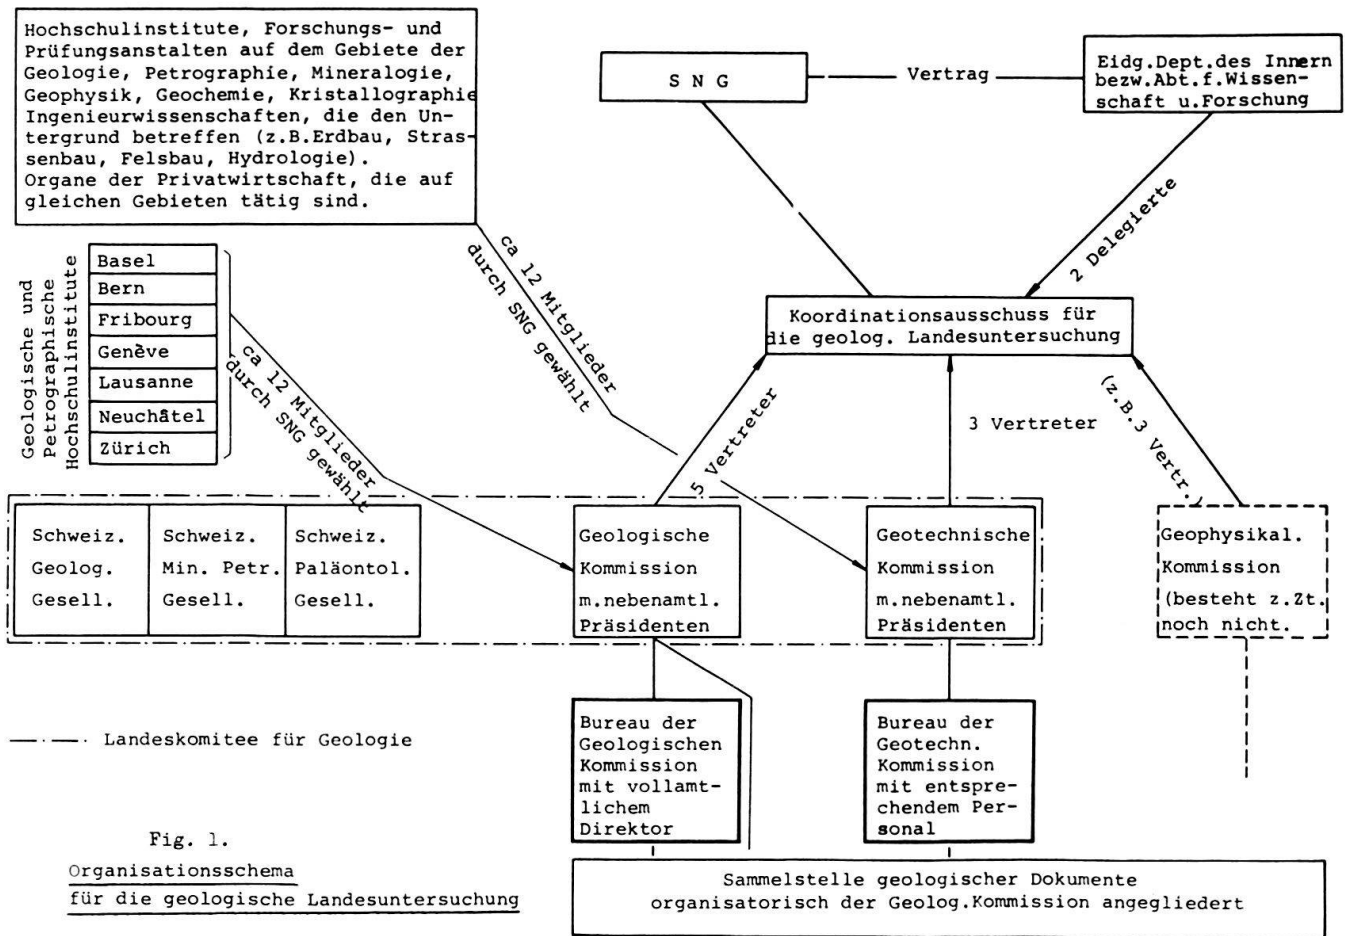 Hochschulinstitute, Forschungs- und
Prüfungsanstalten auf dem Gebiete der
Geologie, Petrographie, Mineralogie,
Geophysik, Geochemie, Kristallographie
Ingenieurwissenschaften, die den Un-
tergrund betreffen (z.B.Erdbau, Stras-
senbau, Felsbau, Hydrologie).
Organe der Privatwirtschaft, die auf
gleichen Gebieten tätig sind.
S N G
Vertrag
Eidg.Dept.des Innern
bezw.Abt.f.Wissen-
schaft u.Forschung
2 Delegierte
ca 12 Mitglieder
durch SNG gewählt
Geologische und
Petrographische
Hochschulinstitute
Basel
Bern
Fribourg
Genève
Lausanne
Neuchâtel
Zürich
ca 12 Mitglieder
durch SNG gewählt
Koordinationsausschuss für
die geolog. Landesuntersuchung
5 Vertreter
3 Vertreter
(z.B.3 Vertr.)
Schweiz.
Geolog.
Gesell.
Schweiz.
Min. Petr.
Gesell.
Schweiz.
Paläontol.
Gesell.
Geologische
Kommission
m.nebenamtl.
Präsidenten
Geotechnische
Kommission
m.nebenamtl.
Präsidenten
Geophysikal.
Kommission
(besteht z.Zt.
noch nicht.
Landeskomitee für Geologie
Bureau der
Geologischen
Kommission
mit vollamt-
lichem
Direktor
Bureau der
Geotechn.
Kommission
mit entspre-
chendem Per-
sonal
Fig. 1.
Organisationsschema
für die geologische Landesuntersuchung
Sammelstelle geologischer Dokumente
organisatorisch der Geolog.Kommission angegliedert